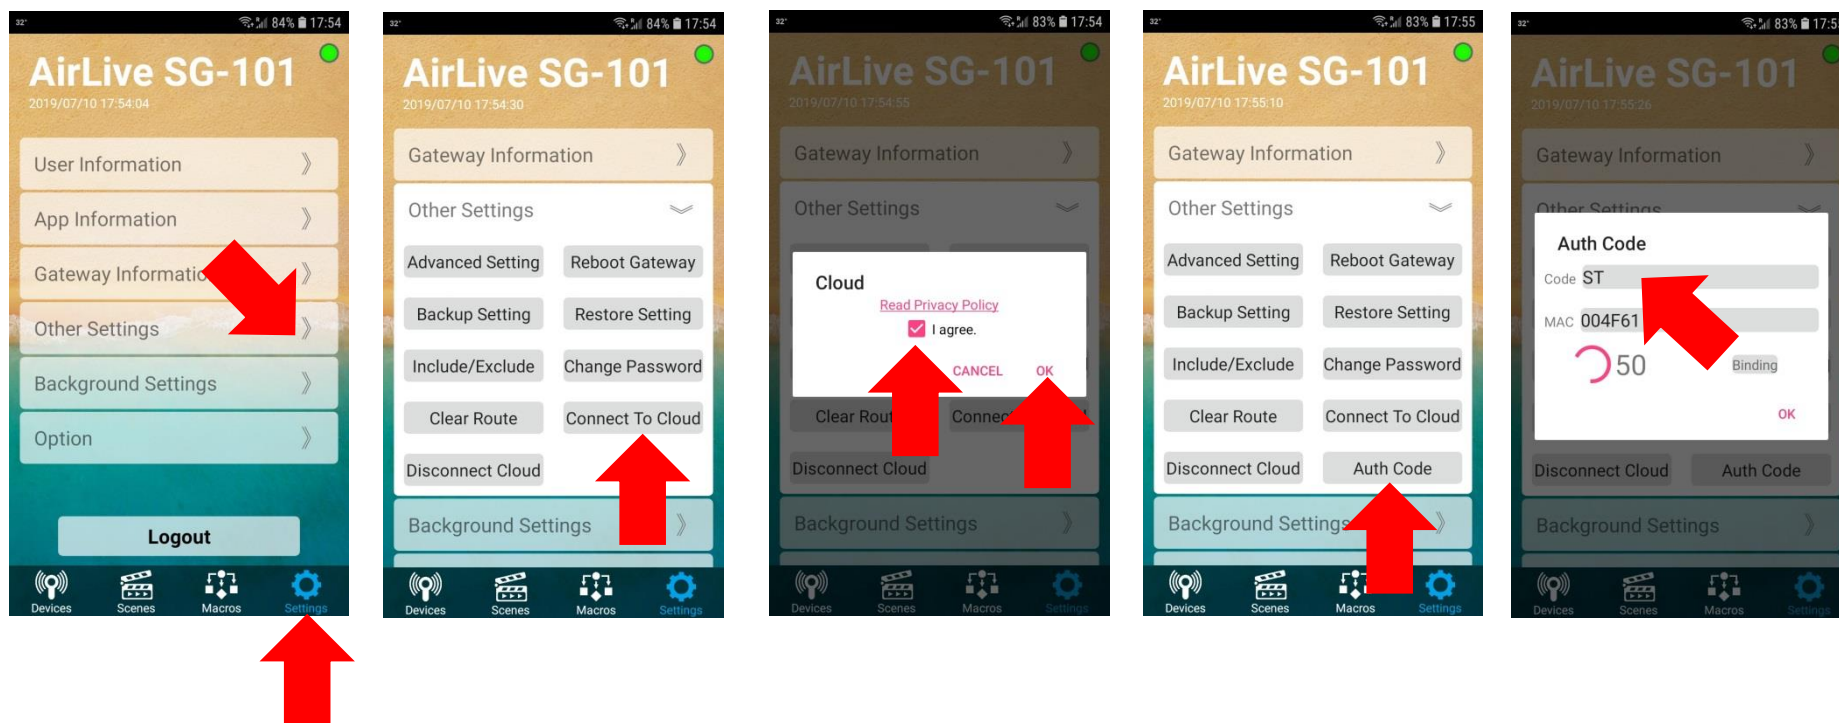 32°
84% 17:54
AirLive SG-101
2019/07/10 17:54:04
User Information
App Information
Gateway Informatio
Other Settings
Background Settings
Option
Logout
Devices Scenes Macros Settings
32°
84% 17:54
AirLive SG-101
2019/07/10 17:54:30
Gateway Information
Other Settings
Advanced Setting Reboot Gateway
Backup Setting Restore Setting
Include/Exclude Change Password
Clear Route Connect To Cloud
Disconnect Cloud
Background Settings
Devices Scenes Macros Settings
32°
83% 17:54
AirLive SG-101
2019/07/10 17:54:55
Gateway Information
Other Settings
Cloud
Read Privacy Policy
I agree.
CANCEL OK
Clear Rout Connec d
Disconnect Cloud
Background Settings
Devices Scenes Macros Settings
32°
83% 17:55
AirLive SG-101
2019/07/10 17:55:10
Gateway Information
Other Settings
Advanced Setting Reboot Gateway
Backup Setting Restore Setting
Include/Exclude Change Password
Clear Route Connect To Cloud
Disconnect Cloud Auth Code
Background Settings
Devices Scenes Macros Settings
32°
83% 17:5
AirLive SG-101
2019/07/10 17:55:26
Gateway Information
Other Settings
Auth Code
Code ST
MAC 004F61
50 Binding
OK
Disconnect Cloud Auth Code
Background Settings
Devices Scenes Macros Settings